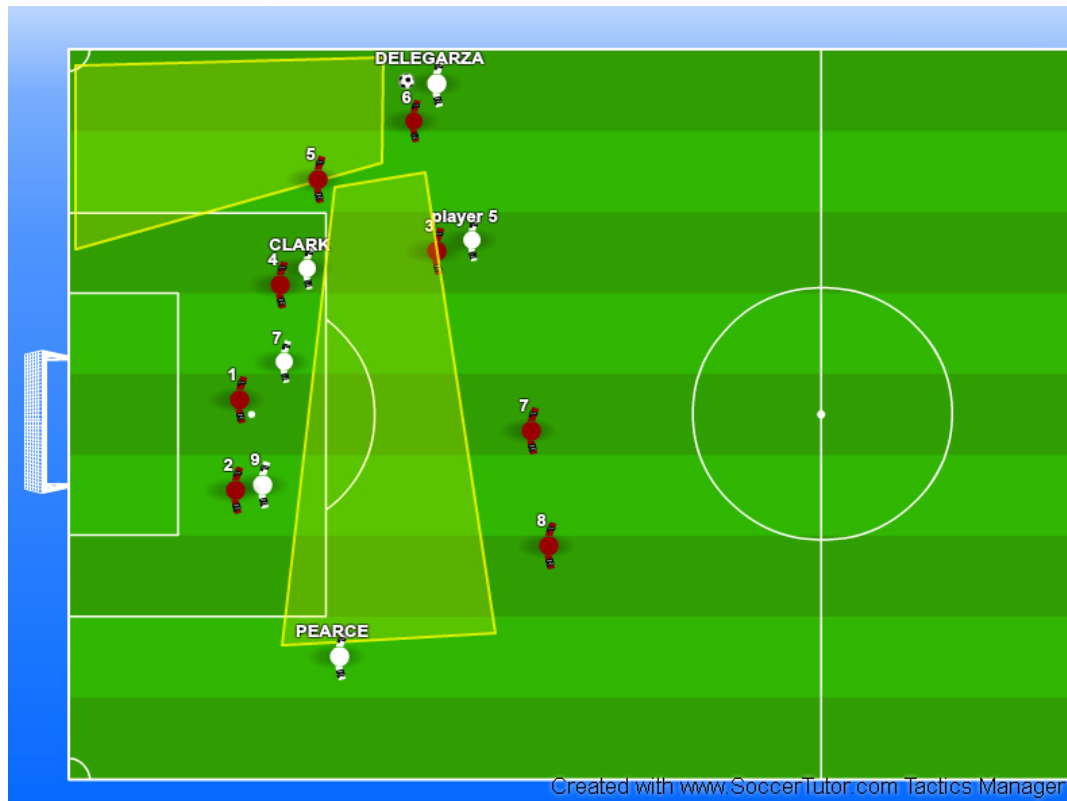 DELEGARZA
6
5
player 5
3
CLARK
4
7
1
7
9
2
8
PEARCE
Created with www.SoccerTutor.com Tactics Manager